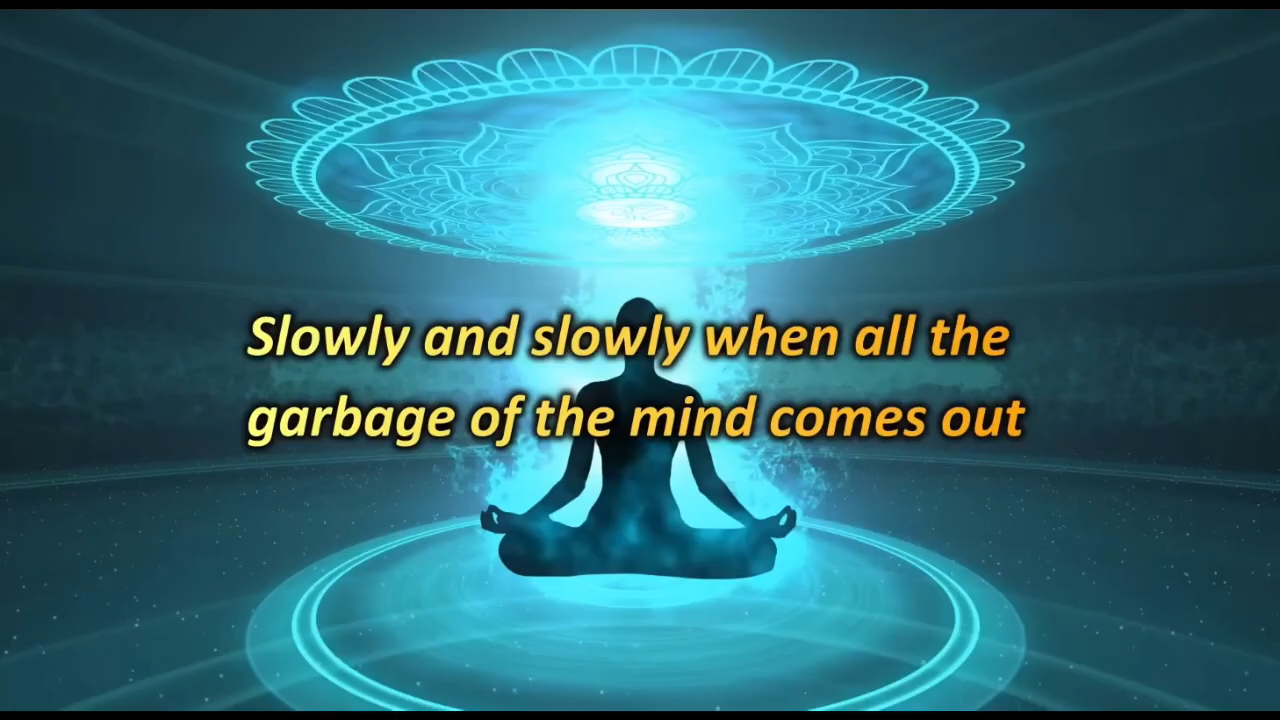 Slowly and slowly when all the
garbage of the mind comes out